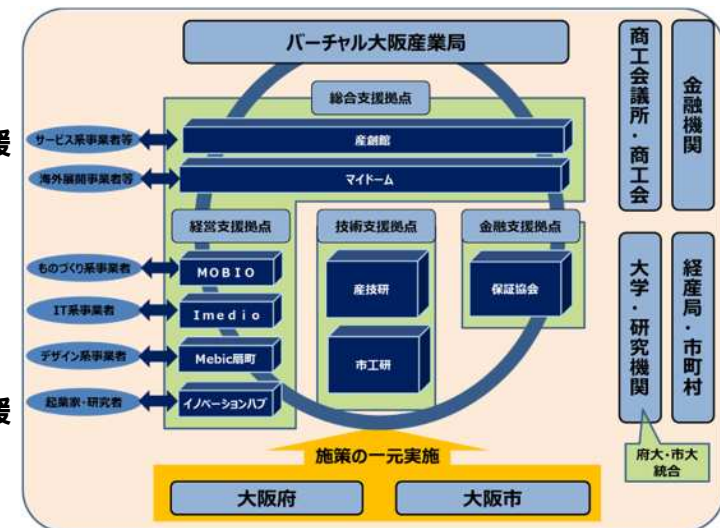 バーチャル大阪産業局
総合支援拠点
援
サービス系事業者等
産創館
海外展開事業者等
マイドーム
経営支援拠点
技術支援拠点
金融支援拠点
ものづくり系事業者
MOBIO
産技研
保証協会
IT系事業者
Imedio
デザイン系事業者
Mebic扇町
市工研
援
起業家・研究者
イノベーションハブ
施策の一元実施
大阪府
大阪市
商工会議所・商工会
金融機関
大学・研究機関
経産局・市町村
府大・市大
統合